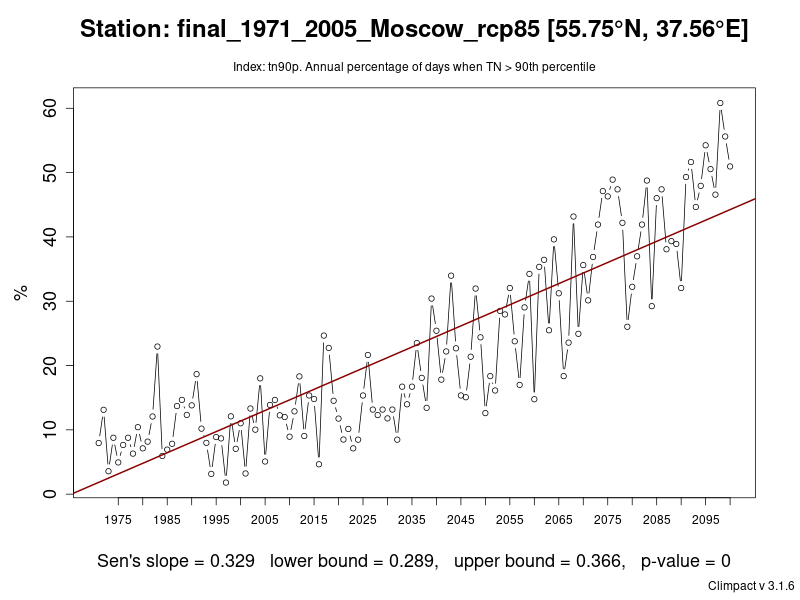 Station: final_1971_2005_Moscow_rcp85 [55.75°N, 37.56°E]
Index: tn90p. Annual percentage of days when TN > 90th percentile
%
60
50
40
30
20
10
0
1975 1985 1995 2005 2015 2025 2035 2045 2055 2065 2075 2085 2095
Sen's slope = 0.329 lower bound = 0.289, upper bound = 0.366, p-value = 0
Climpact v 3.1.6